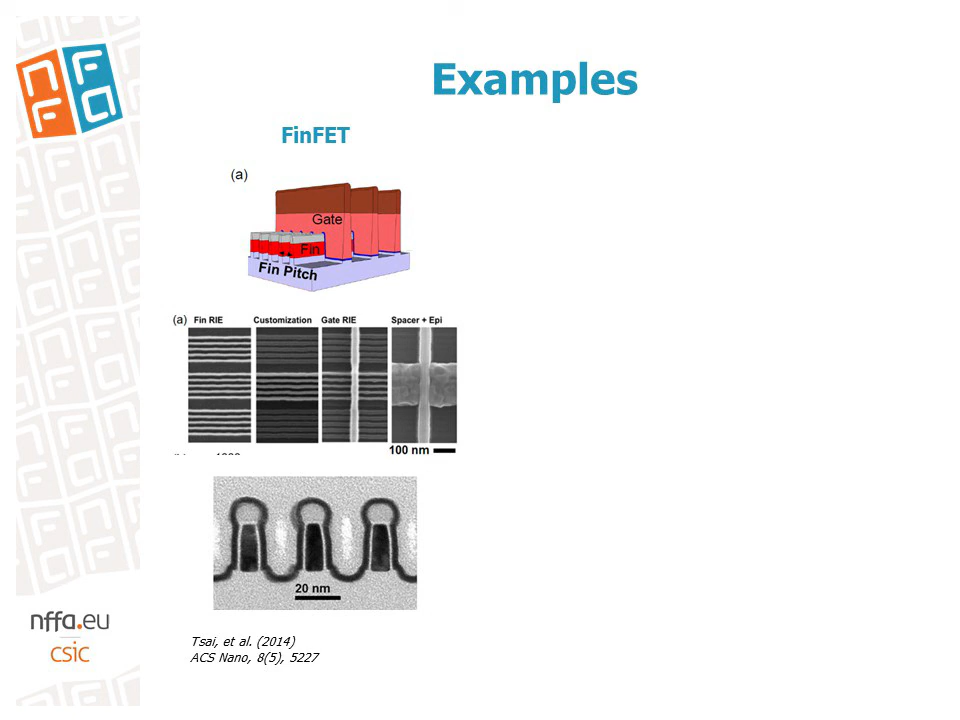 Examples
FinFET
(a)
Gate
Fin
Fin Pitch
(a) Fin RIE Customization Gate RIE Spacer + Epi
100 nm
20 nm
nffa.eu
csic
Tsai, et al. (2014)
ACS Nano, 8(5), 5227